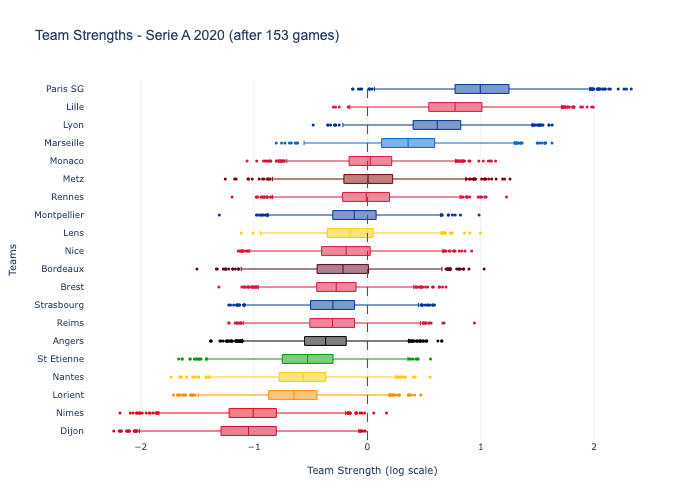 Team Strengths - Serie A 2020 (after 153 games)
Teams
Paris SG
Lille
Lyon
Marseille
Monaco
Metz
Rennes
Montpellier
Lens
Nice
Bordeaux
Brest
Strasbourg
Reims
Angers
St Etienne
Nantes
Lorient
Nimes
Dijon
−2 −1 0 1 2
Team Strength (log scale)